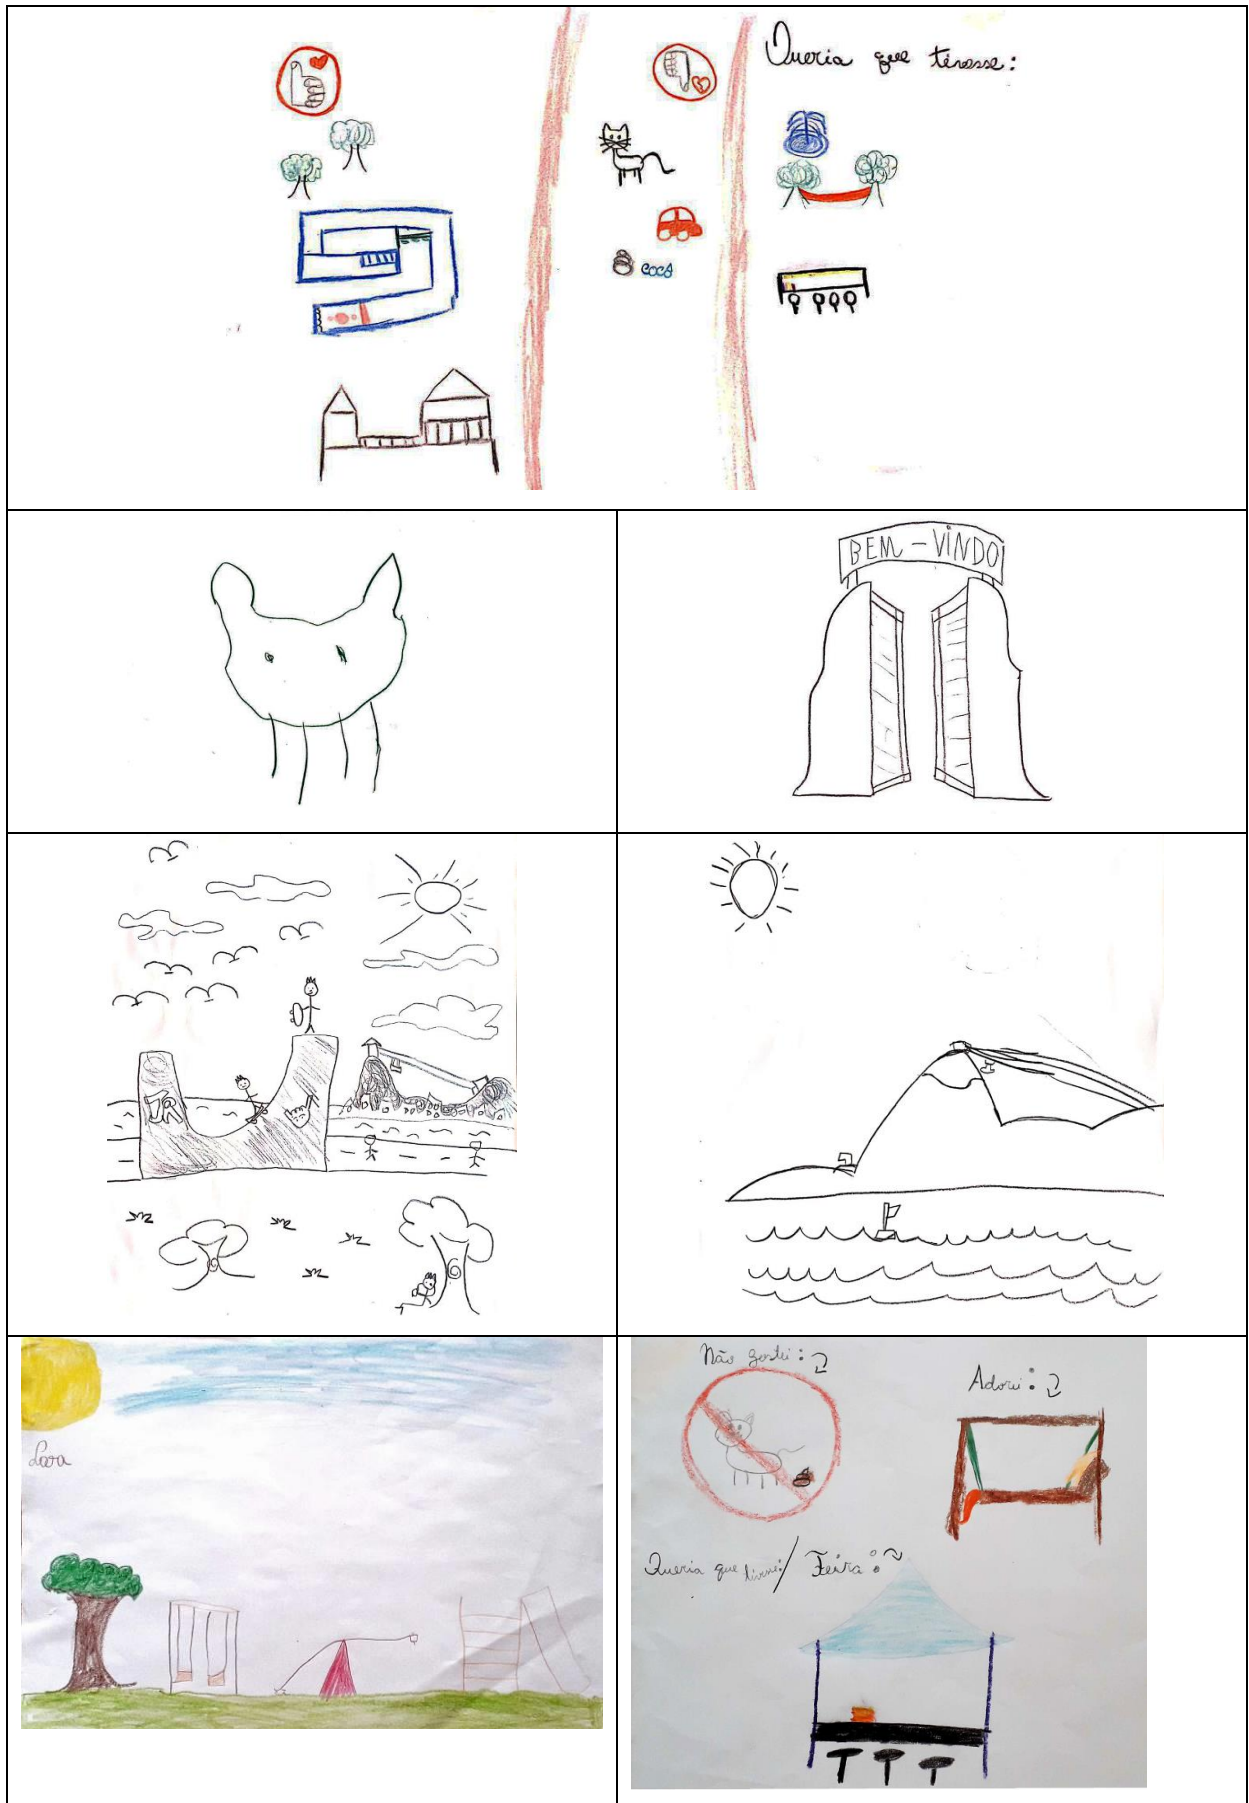 Queria que tivesse:
COCÔ
BEM-VINDO
JR
Lara
Não gostei:
Adorei:
Queria que tivesse:/ Feira: